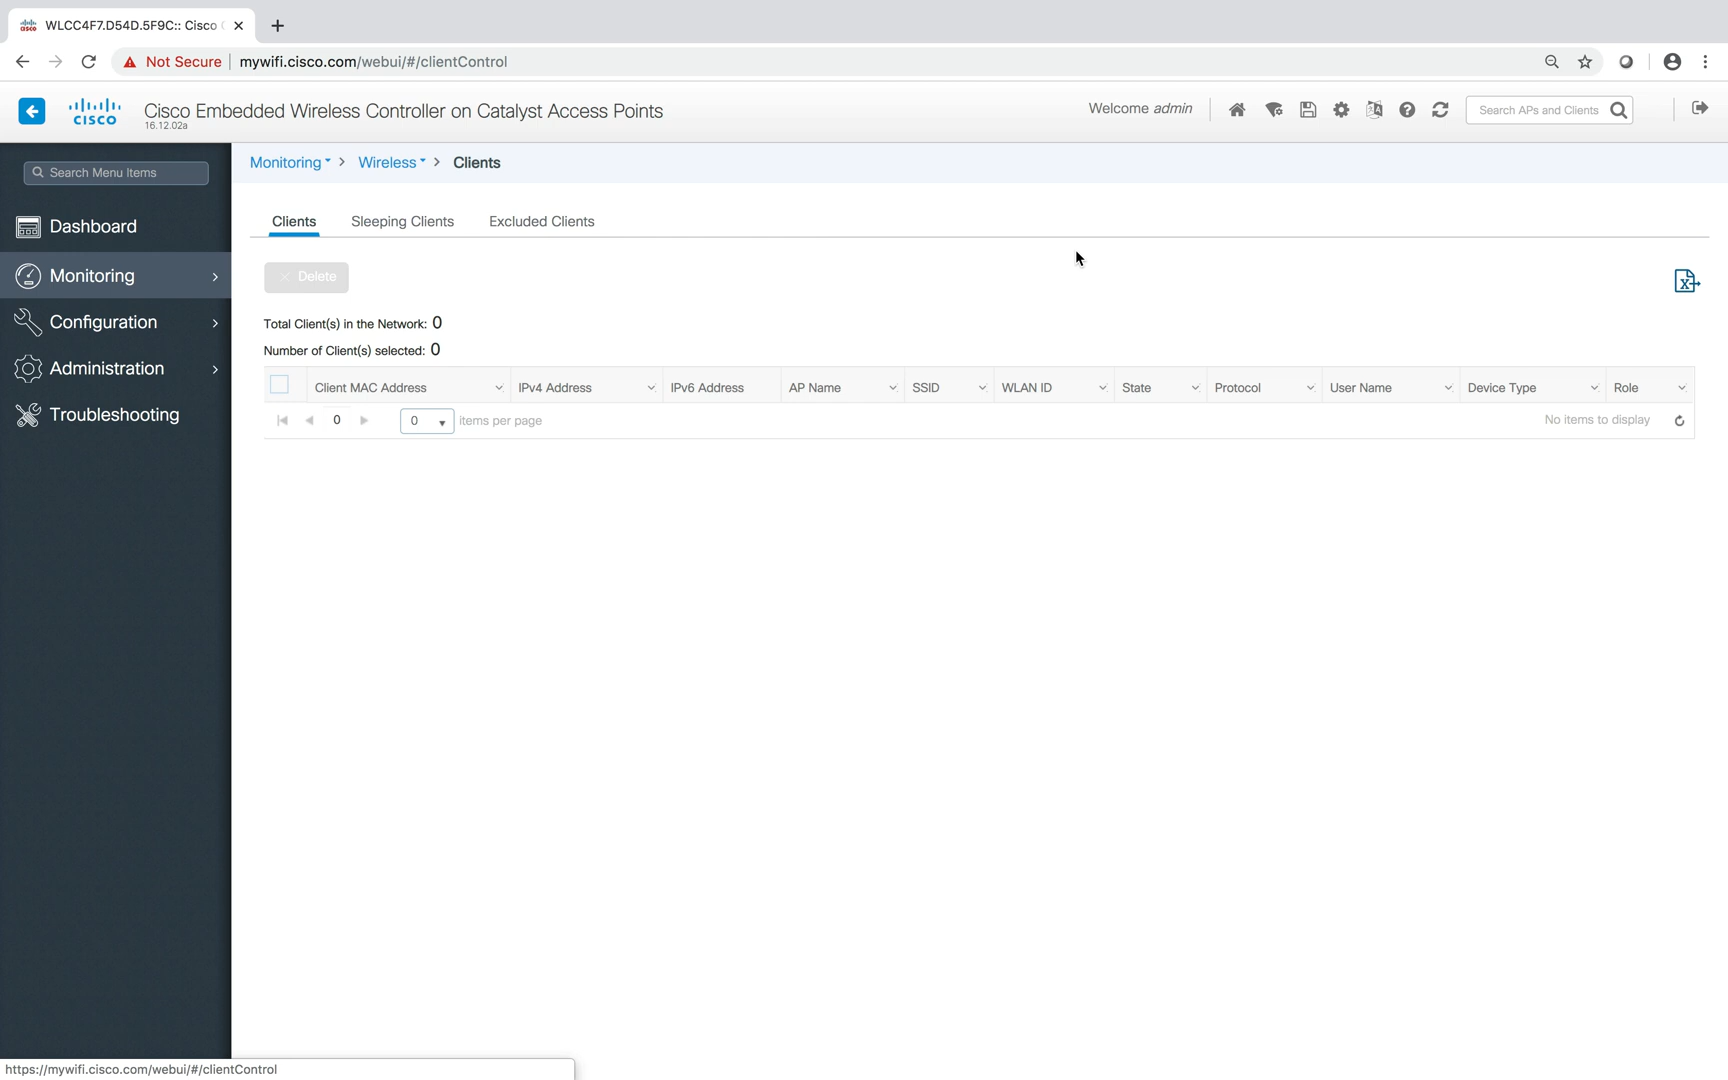 WLCC4F7.D54D.5F9C:: Cisco
Not Secure
mywifi.cisco.com/webui/#/clientControl
CISCO
Cisco Embedded Wireless Controller on Catalyst Access Points
16.12.02a
Welcome admin
Search APs and Clients
Search Menu Items
Dashboard
Monitoring
Configuration
Administration
Troubleshooting
Monitoring > Wireless > Clients
Clients Sleeping Clients Excluded Clients
Delete
Total Client(s) in the Network: 0
Number of Client(s) selected: 0
Client MAC Address IPv4 Address IPv6 Address AP Name SSID WLAN ID State Protocol User Name Device Type Role
0 0 items per page No items to display
https://mywifi.cisco.com/webui/#/clientControl